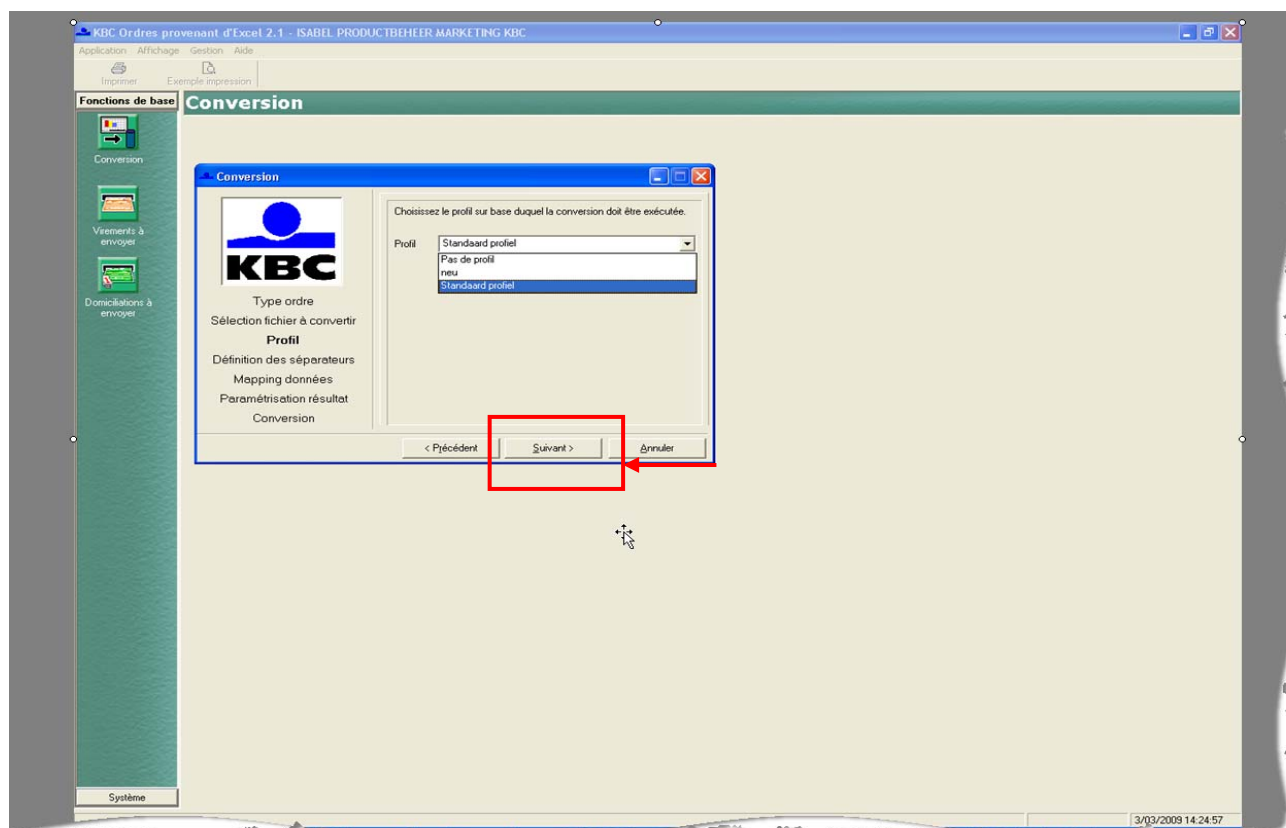 KBC Ordres provenant d'Excel 2.1 - ISABEL PRODUCTBEHEER MARKETING KBC
Application Affichage Gestion Aide
Imprimer Exemple impression
Fonctions de base
Conversion
Conversion
Virements à
envoyer
Domiciliations à
envoyer
Système
Conversion
KBC
Type ordre
Sélection fichier à convertir
Profil
Définition des séparateurs
Mapping données
Paramétrisation résultat
Conversion
Choisissez le profil sur base duquel la conversion doit être exécutée.
Profil Standaard profiel
Pas de profil
neu
Standaard profiel
< Précédent Suivant > Annuler
3/03/2009 14:24:57